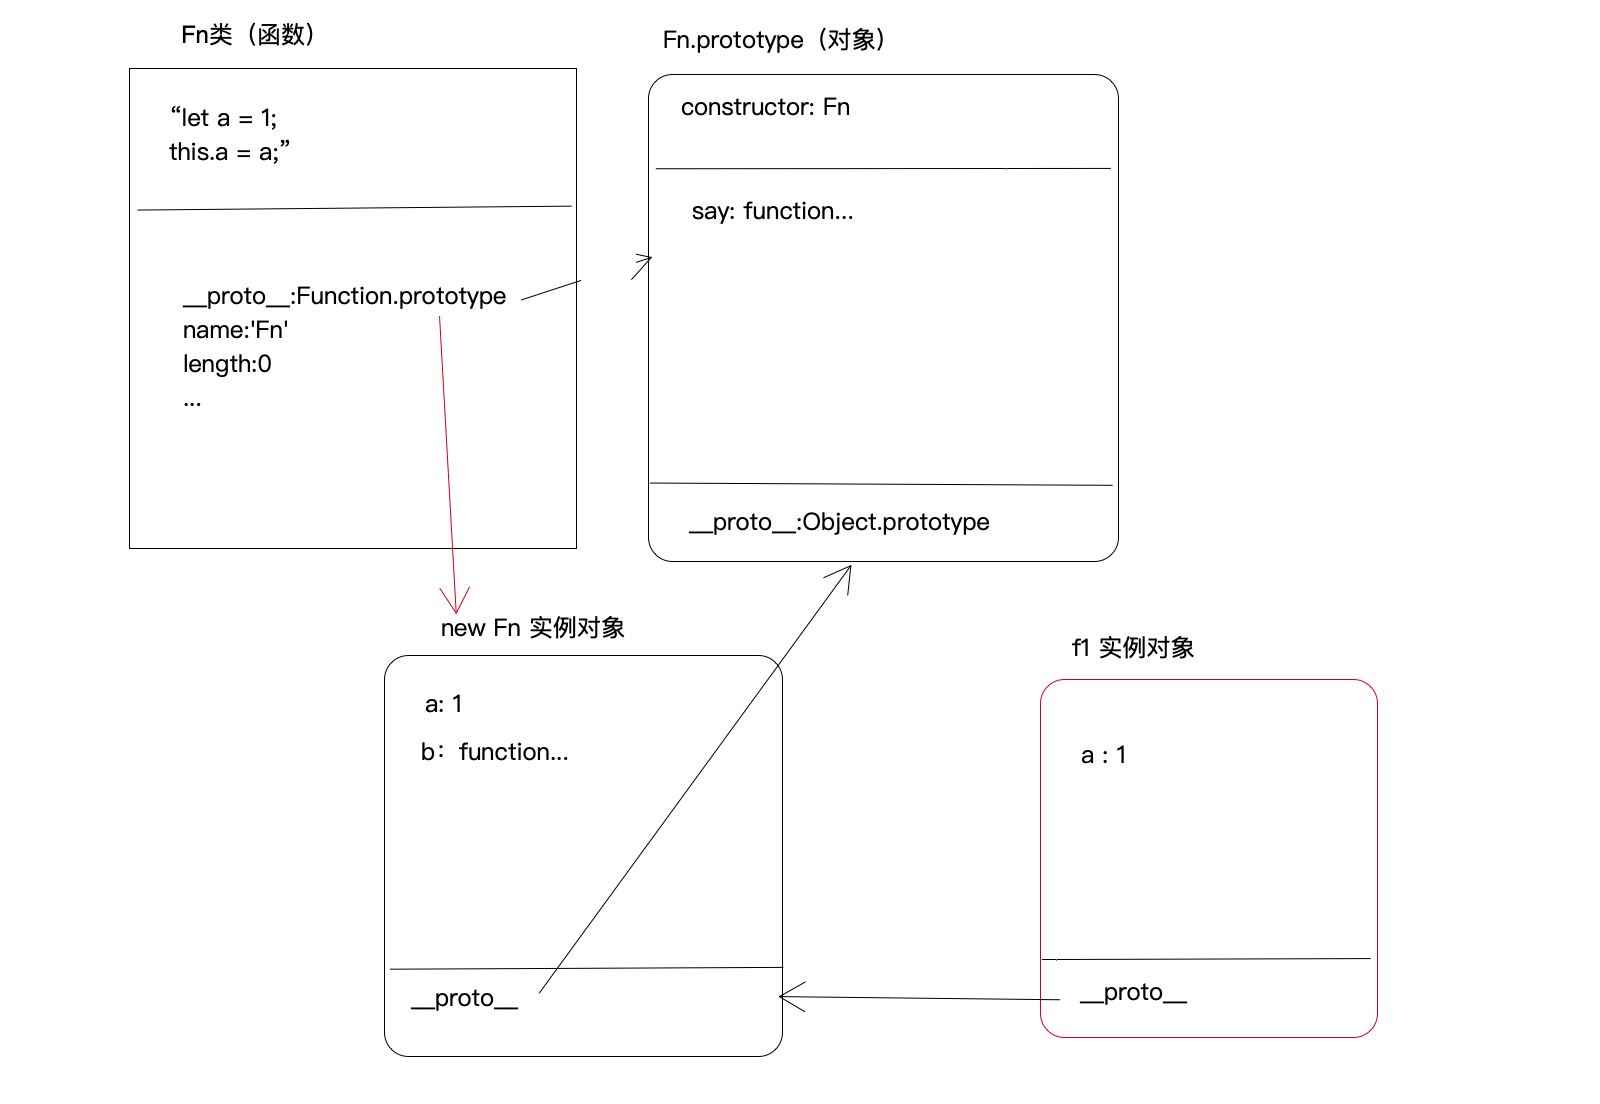 Fn类（函数）
“let a = 1;
this.a = a;”
__proto__:Function.prototype
name:'Fn'
length:0
...
Fn.prototype（对象）
constructor: Fn
say: function...
__proto__:Object.prototype
new Fn 实例对象
a: 1
b：function...
__proto__
f1 实例对象
a : 1
__proto__